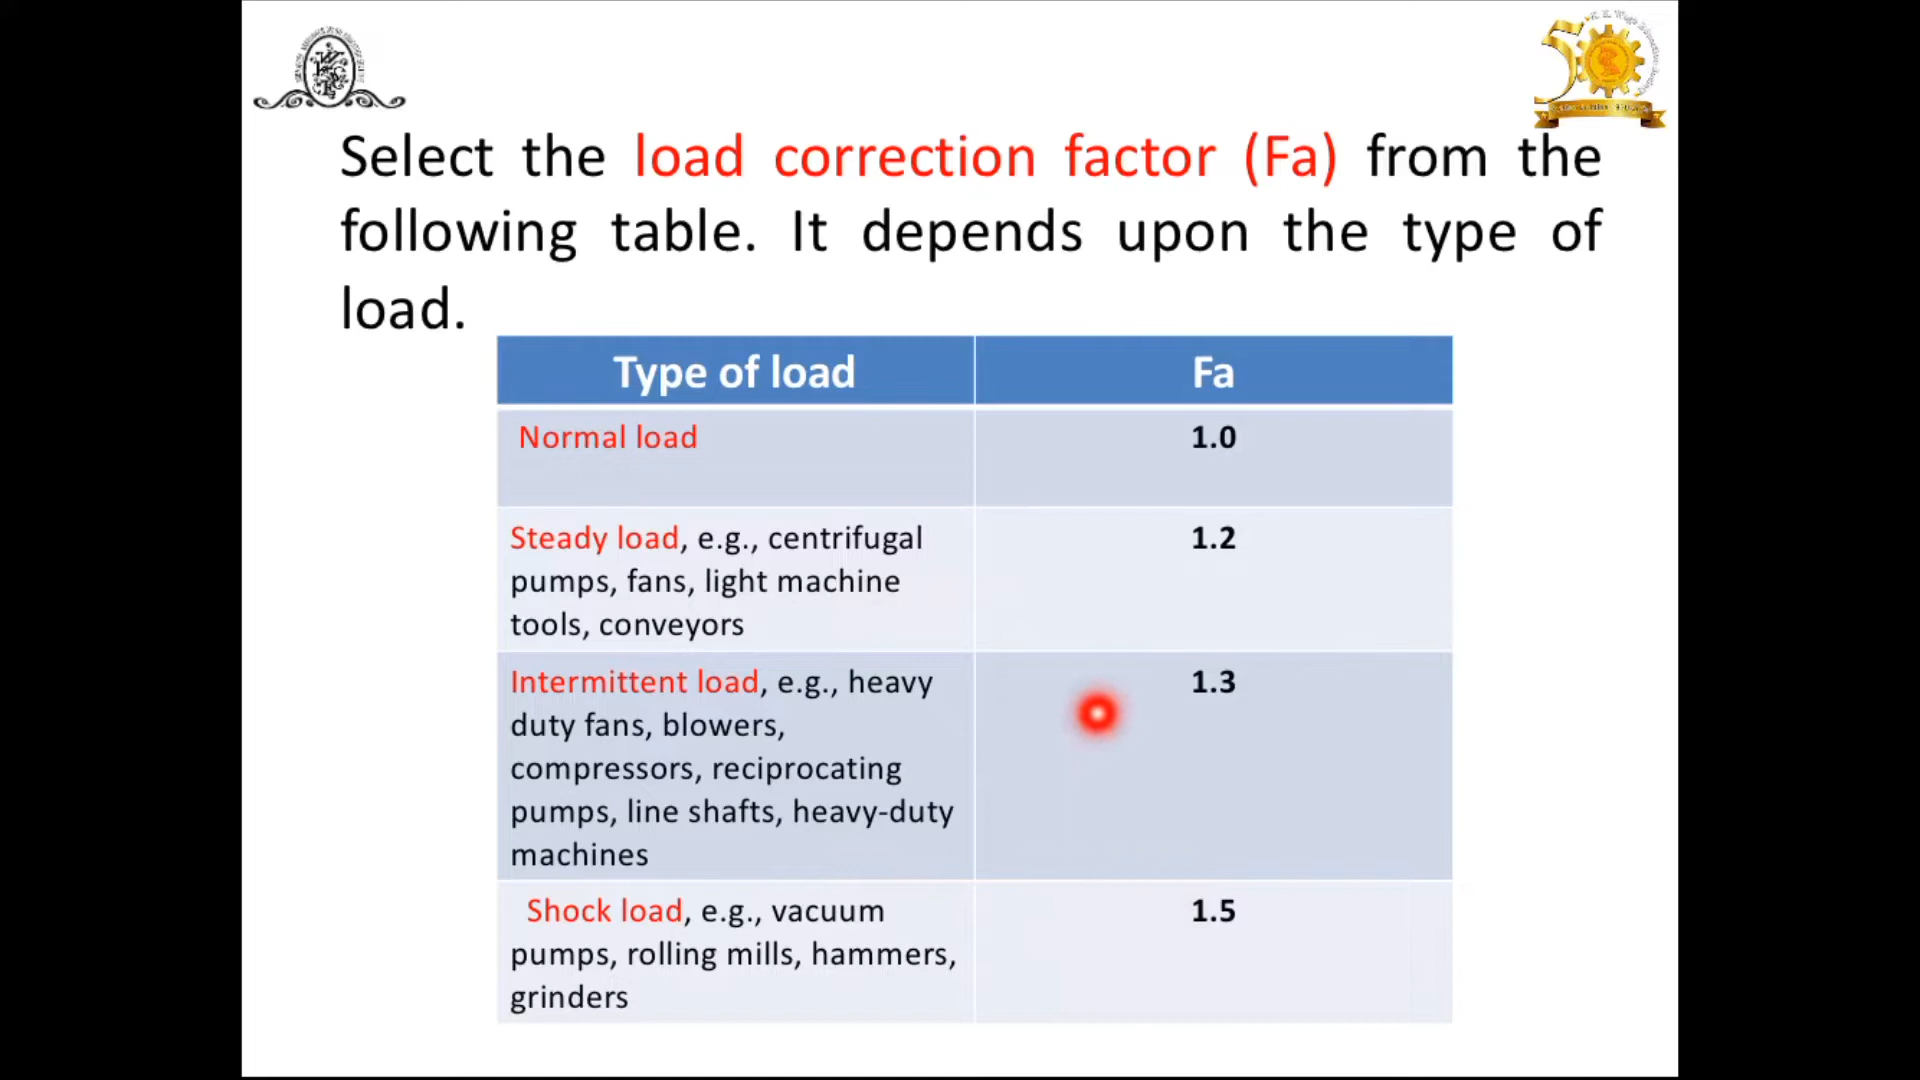 Select the load correction factor (Fa) from the
following table. It depends upon the type of
load.
Type of load Fa
Normal load 1.0
Steady load, e.g., centrifugal 1.2
pumps, fans, light machine
tools, conveyors
Intermittent load, e.g., heavy 1.3
duty fans, blowers,
compressors, reciprocating
pumps, line shafts, heavy-duty
machines
Shock load, e.g., vacuum 1.5
pumps, rolling mills, hammers,
grinders